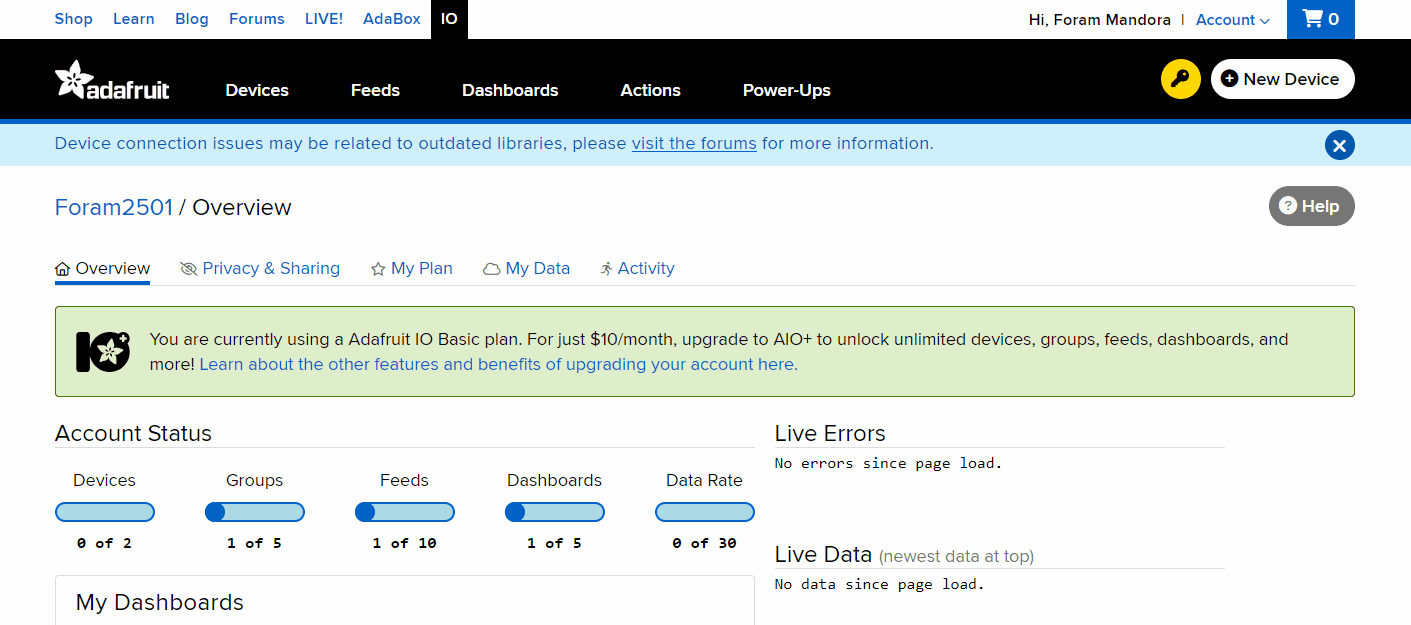 Shop Learn Blog Forums LIVE! AdaBox IO Hi, Foram Mandora | Account 0
adafruit Devices Feeds Dashboards Actions Power-Ups New Device
Device connection issues may be related to outdated libraries, please visit the forums for more information.
Foram2501 / Overview ? Help
Overview Privacy & Sharing My Plan My Data Activity
IO+ You are currently using a Adafruit IO Basic plan. For just $10/month, upgrade to AIO+ to unlock unlimited devices, groups, feeds, dashboards, and
more! Learn about the other features and benefits of upgrading your account here.
Account Status
Devices Groups Feeds Dashboards Data Rate
0 of 2 1 of 5 1 of 10 1 of 5 0 of 30
My Dashboards
Live Errors
No errors since page load.
Live Data (newest data at top)
No data since page load.